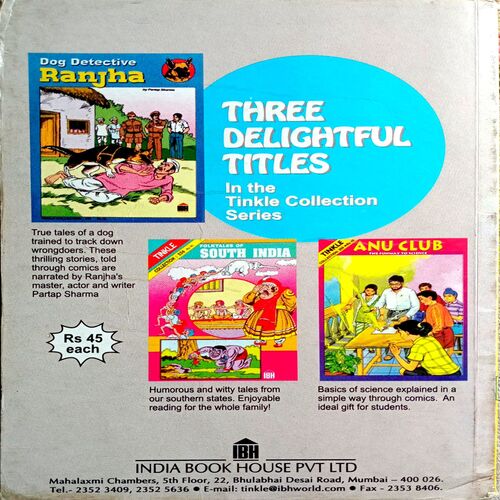 Dog Detective
Ranjha
by Partap Sharma
THREE
DELIGHTFUL
TITLES
In the
Tinkle Collection
Series
True tales of a dog
trained to track down
wrongdoers. These
thrilling stories, told
through comics are
narrated by Ranjha's
master, actor and writer
Partap Sharma
Rs 45
each
TINKLE
FOLKTALES OF
SOUTH INDIA
IBH
Humorous and witty tales from
our southern states. Enjoyable
reading for the whole family!
TINKLE
ANU CLUB
THE FUNWAY TO SCIENCE
Basics of science explained in a
simple way through comics. An
ideal gift for students.
IBH
INDIA BOOK HOUSE PVT LTD
Mahalaxmi Chambers, 5th Floor, 22, Bhulabhai Desai Road, Mumbai – 400 026.
Tel.- 2352 3409, 2352 5636 • E-mail: tinkle@ibhworld.com • Fax - 2353 8406.